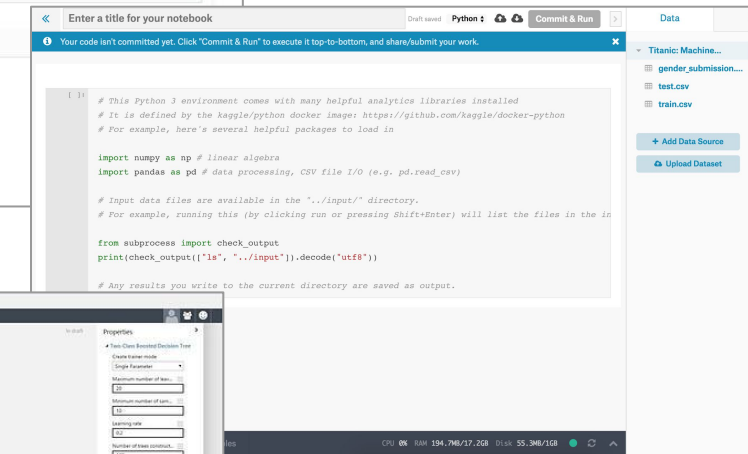 Enter a title for your notebook
Draft saved
Python
Commit & Run
Your code isn't committed yet. Click "Commit & Run" to execute it top-to-bottom, and share/submit your work.
[ ]:
# This Python 3 environment comes with many helpful analytics libraries installed
# It is defined by the kaggle/python docker image: https://github.com/kaggle/docker-python
# For example, here's several helpful packages to load in
import numpy as np # linear algebra
import pandas as pd # data processing, CSV file I/O (e.g. pd.read_csv)
# Input data files are available in the "../input/" directory.
# For example, running this (by clicking run or pressing Shift+Enter) will list the files in the in
from subprocess import check_output
print(check_output(["ls", "../input"]).decode("utf8"))
# Any results you write to the current directory are saved as output.
Data
Titanic: Machine...
gender_submission....
test.csv
train.csv
+ Add Data Source
Upload Dataset
In draft
Properties
Two-Class Boosted Decision Tree
Create trainer mode
Single Parameter
Maximum number of leav...
20
Minimum number of sam...
10
Learning rate
0.2
Number of trees construct...
CPU 0% RAM 194.7MB/17.2GB Disk 55.3MB/1GB